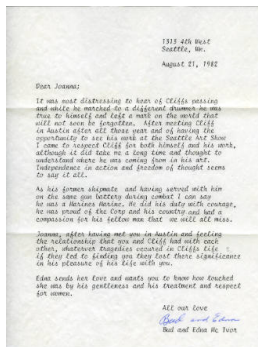 1313 4th West
Seattle, Wn.
August 21, 1982
Dear Joanna:
It was most distressing to hear of Cliffs passing
and while he marched to a different drummer he was
true to himself and left a mark on the world that
will not soon be forgotten. After meeting Cliff
in Austin after all those years and of having the
opportunity to see his work at the Seattle Art Show
I came to respect Cliff for both himself and his work,
although it did take me a long time and thought to
understand where he was coming from in his art.
Independence in action and freedom of thought seems
to say it all.
As his former shipmate and having served with him
on the same gun battery during combat I can say
he was a Marines Marine. He did his duty with courage,
he was proud of the Corp and his country and had a
compassion for his fellow man that we will all miss.
Joanna, after having met you in Austin and feeling
the relationship that you and Cliff had with each
other, whatever tragedies occured in Cliffs life
if they led to finding you lost there significance
in his pleasure of his life with you.
Edna sends her love and wants you to know how touched
she was by his gentleness and his treatment and respect
for women.
All our love
Bud and Edna
Bud and Edna Mc Ivor